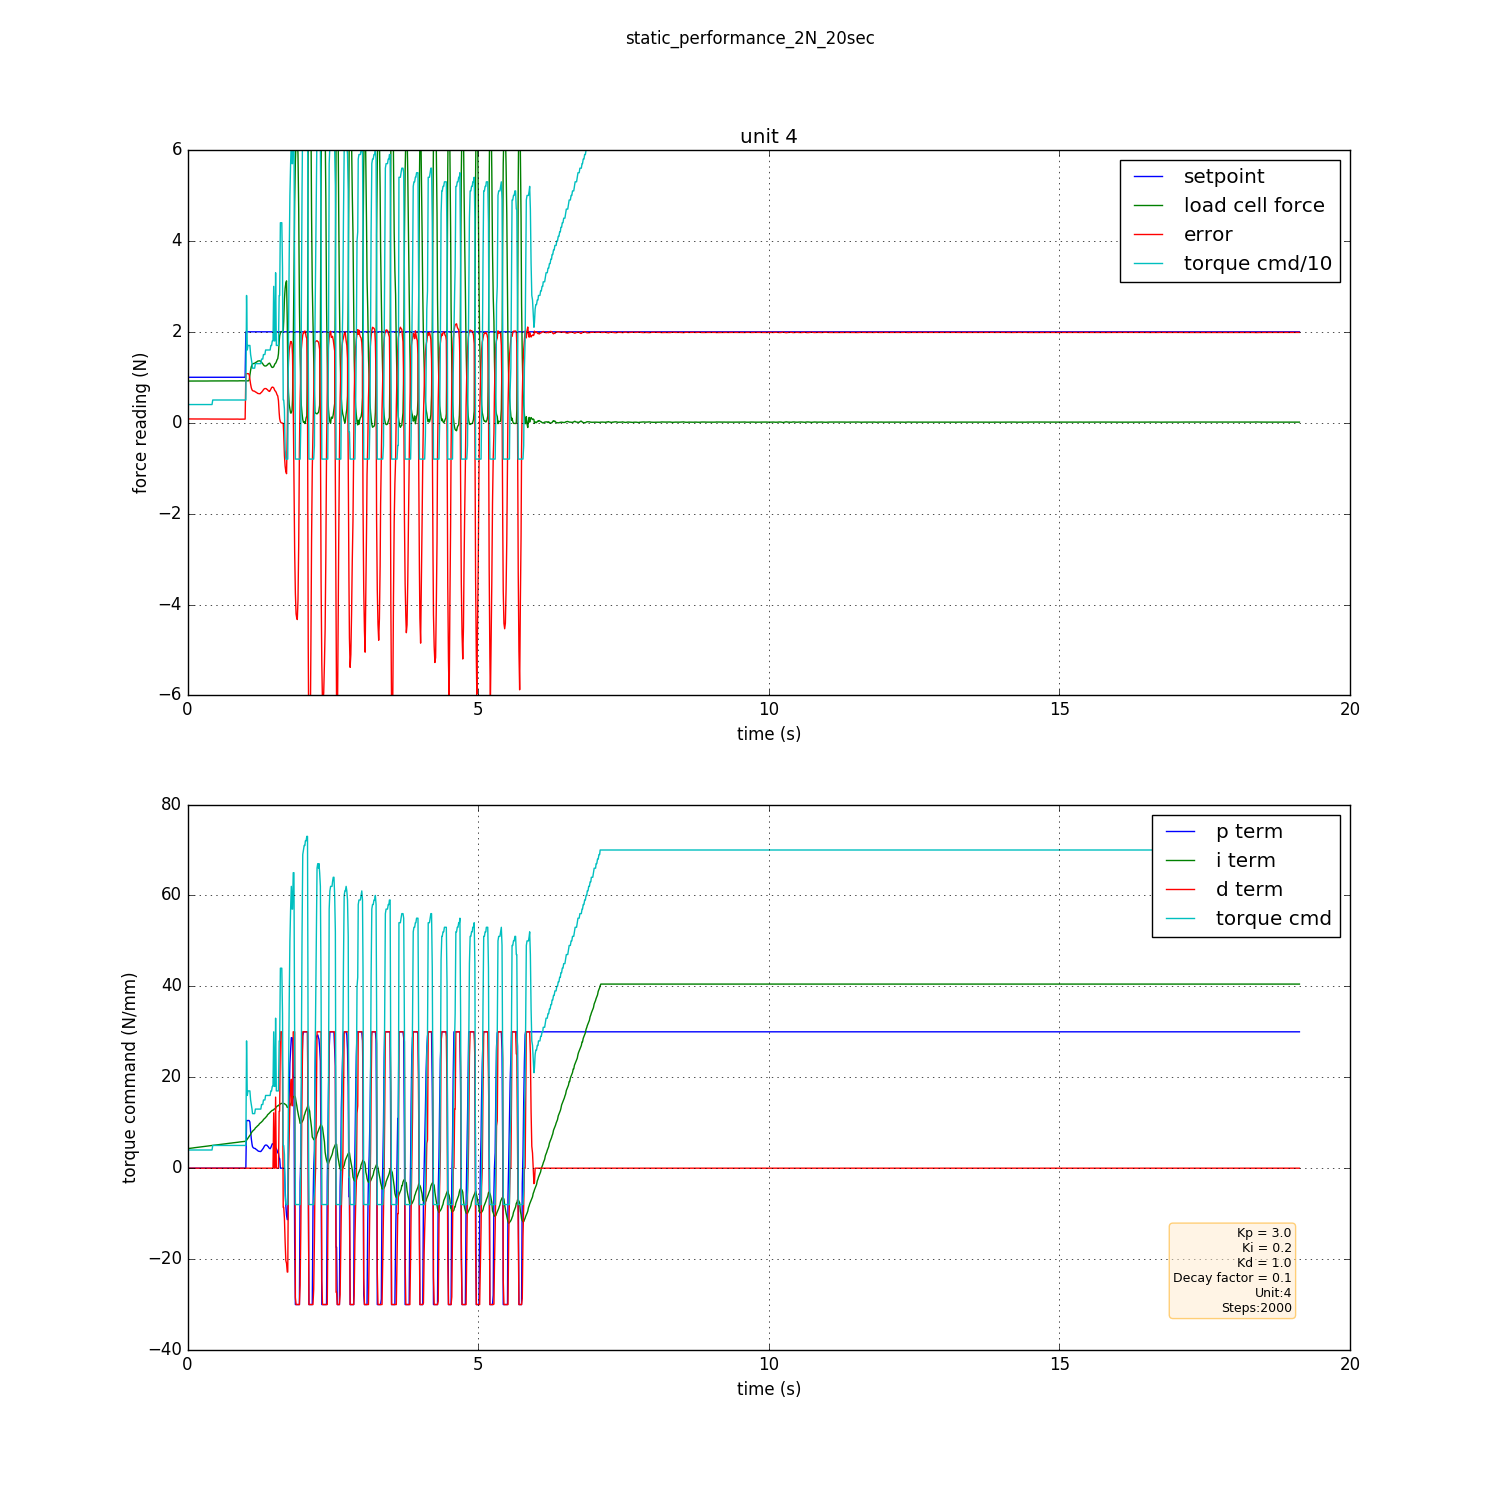 static_performance_2N_20sec
unit 4
6
4
2
0
−2
−4
−6
force reading (N)
setpoint
load cell force
error
torque cmd/10
0 5 10 15 20
time (s)
80
60
40
20
0
−20
−40
torque command (N/mm)
p term
i term
d term
torque cmd
Kp = 3.0
Ki = 0.2
Kd = 1.0
Decay factor = 0.1
Unit:4
Steps:2000
0 5 10 15 20
time (s)